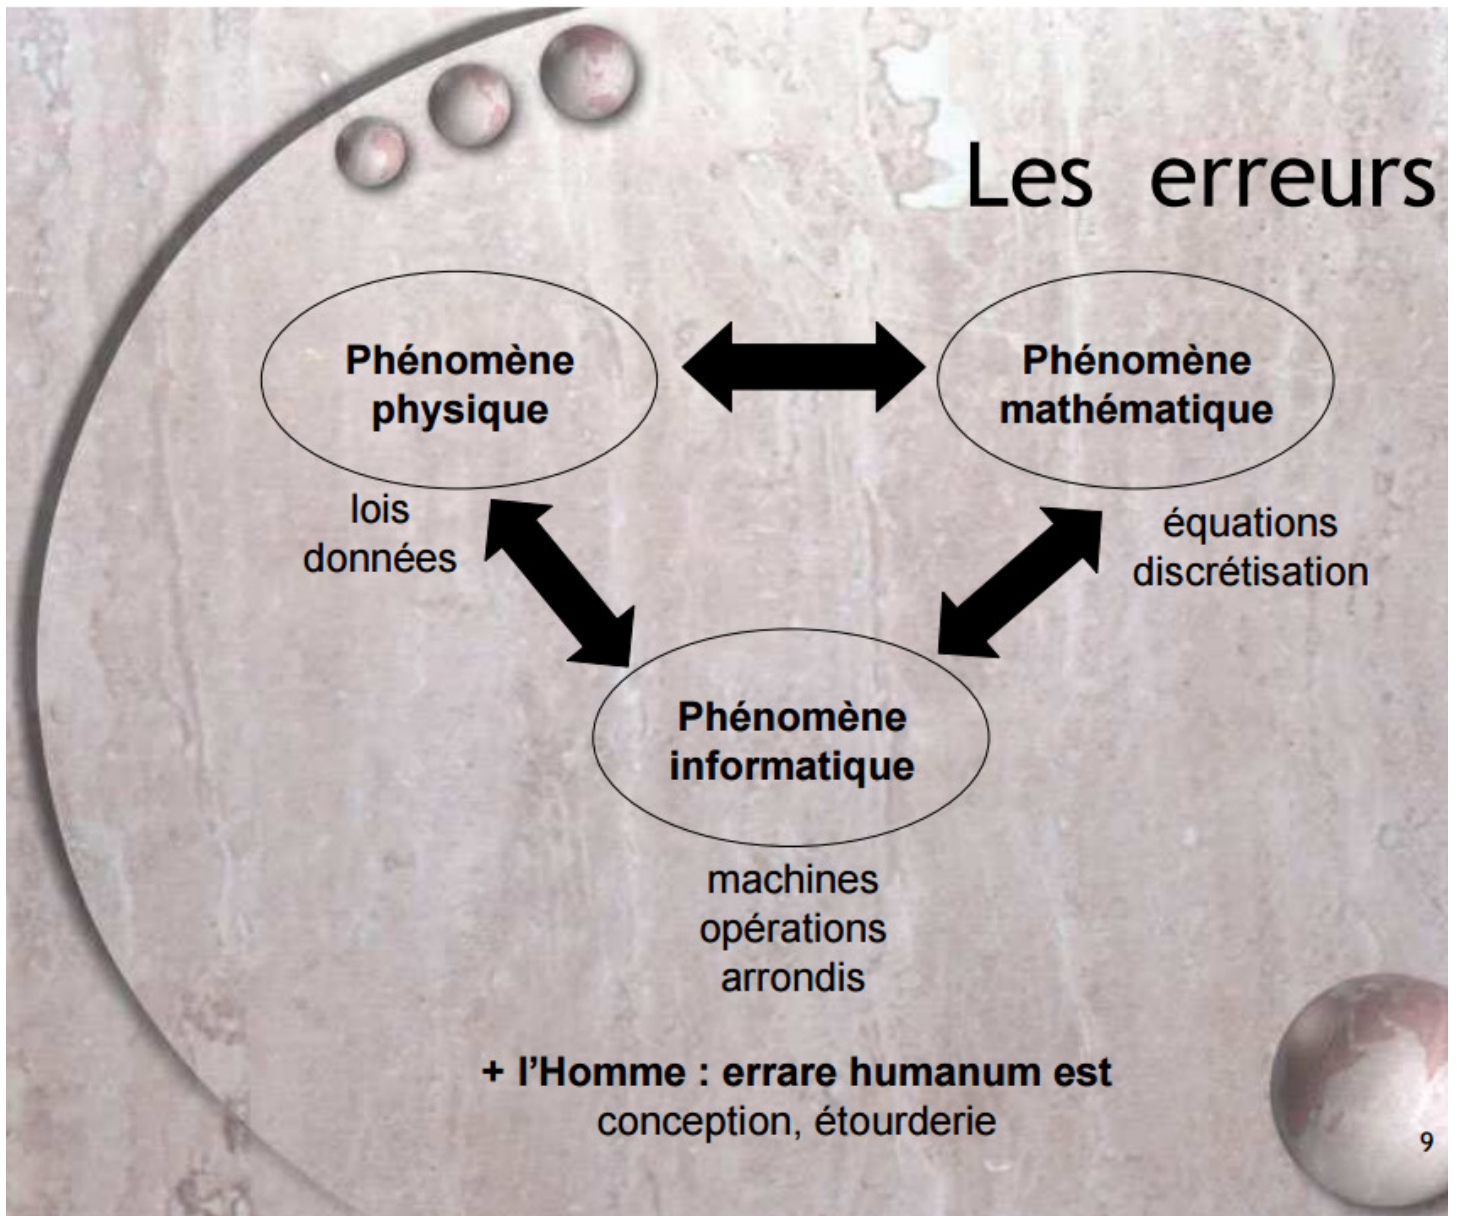 Les erreurs
Phénomène
physique
Phénomène
mathématique
lois
données
équations
discrétisation
Phénomène
informatique
machines
opérations
arrondis
+ l’Homme : errare humanum est
conception, étourderie
9